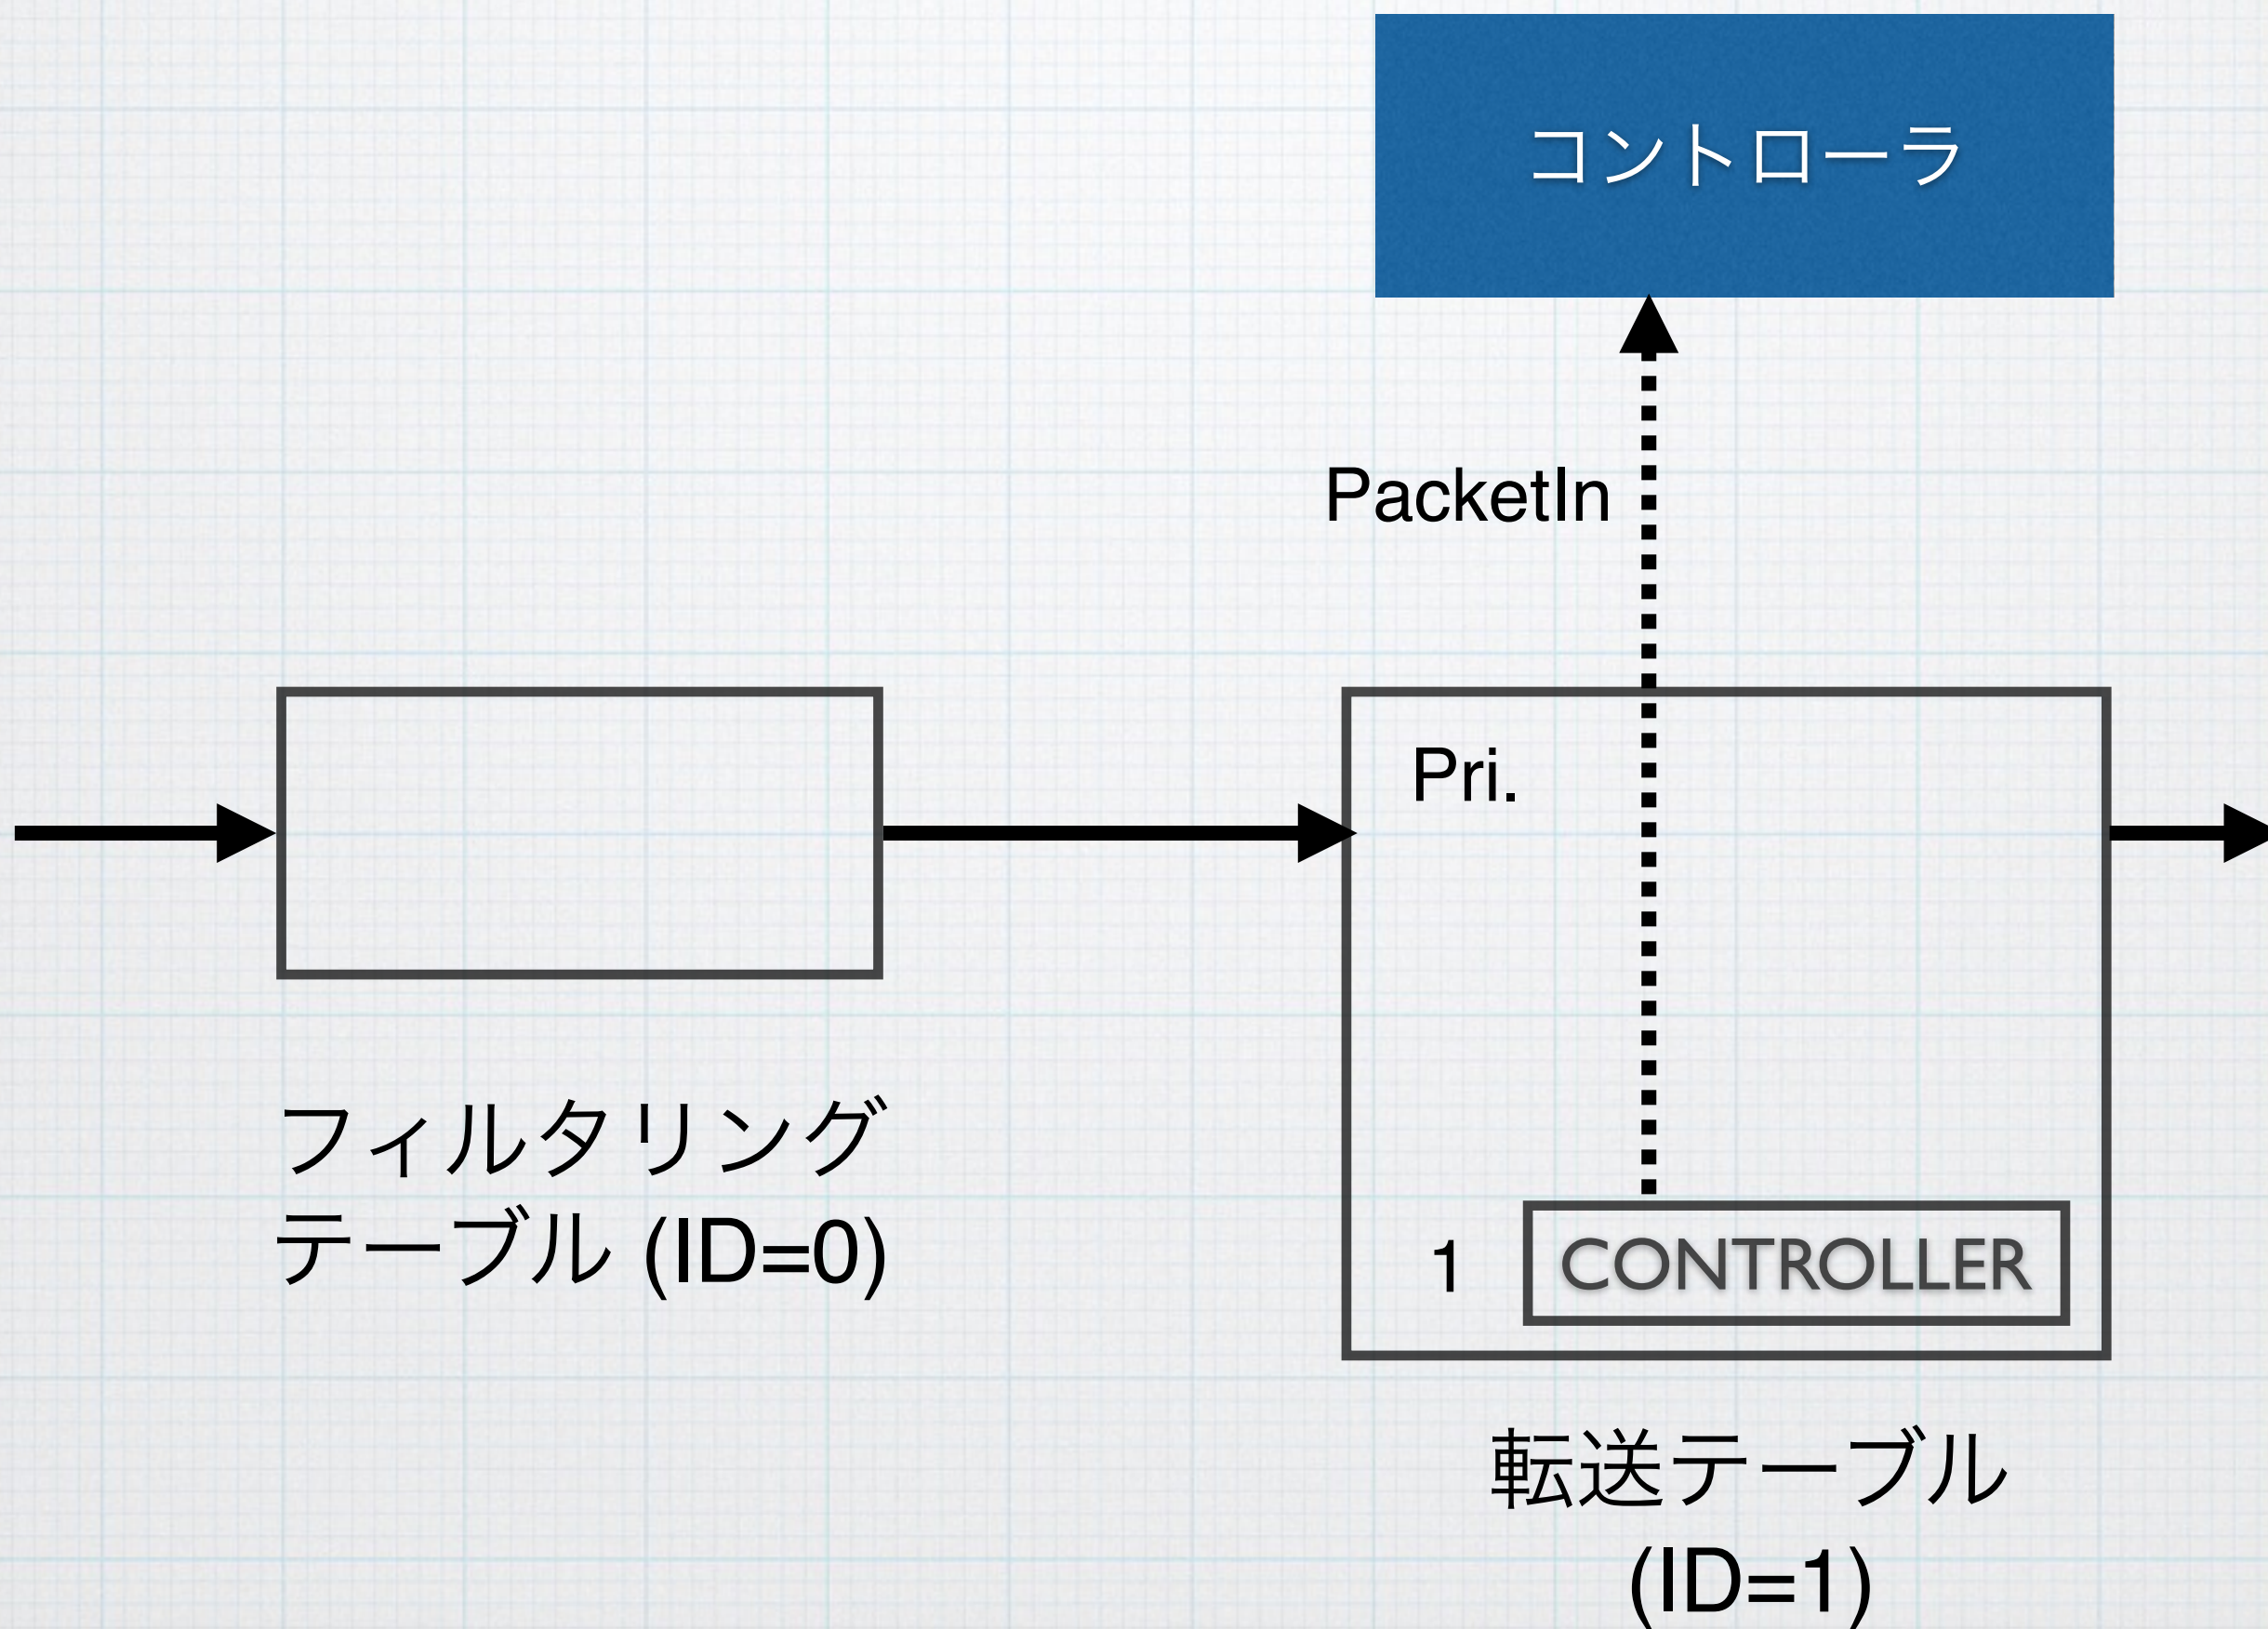 コントローラ
PacketIn
Pri.
1 CONTROLLER
フィルタリング
テーブル (ID=0)
転送テーブル
(ID=1)